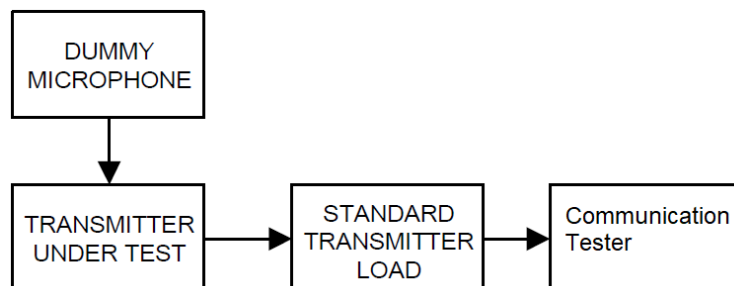 DUMMY
MICROPHONE
TRANSMITTER
UNDER TEST
STANDARD
TRANSMITTER
LOAD
Communication
Tester